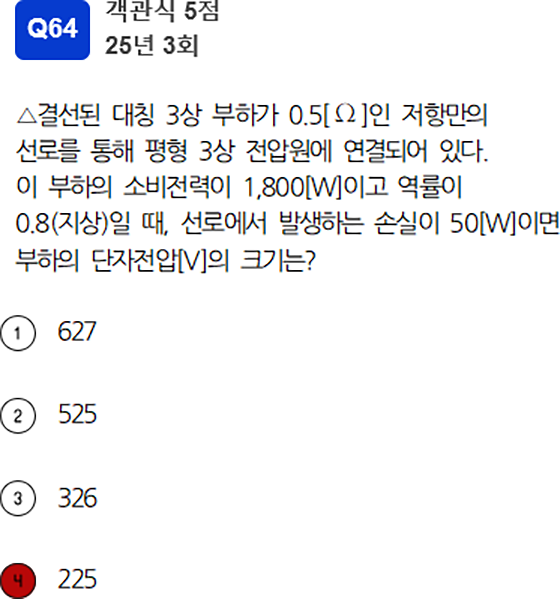 Q64
객관식 5점
25년 3회
△결선된 대칭 3상 부하가 0.5[Ω]인 저항만의
선로를 통해 평형 3상 전압원에 연결되어 있다.
이 부하의 소비전력이 1,800[W]이고 역률이
0.8(지상)일 때, 선로에서 발생하는 손실이 50[W]이면
부하의 단자전압[V]의 크기는?
1 627
2 525
3 326
4 225